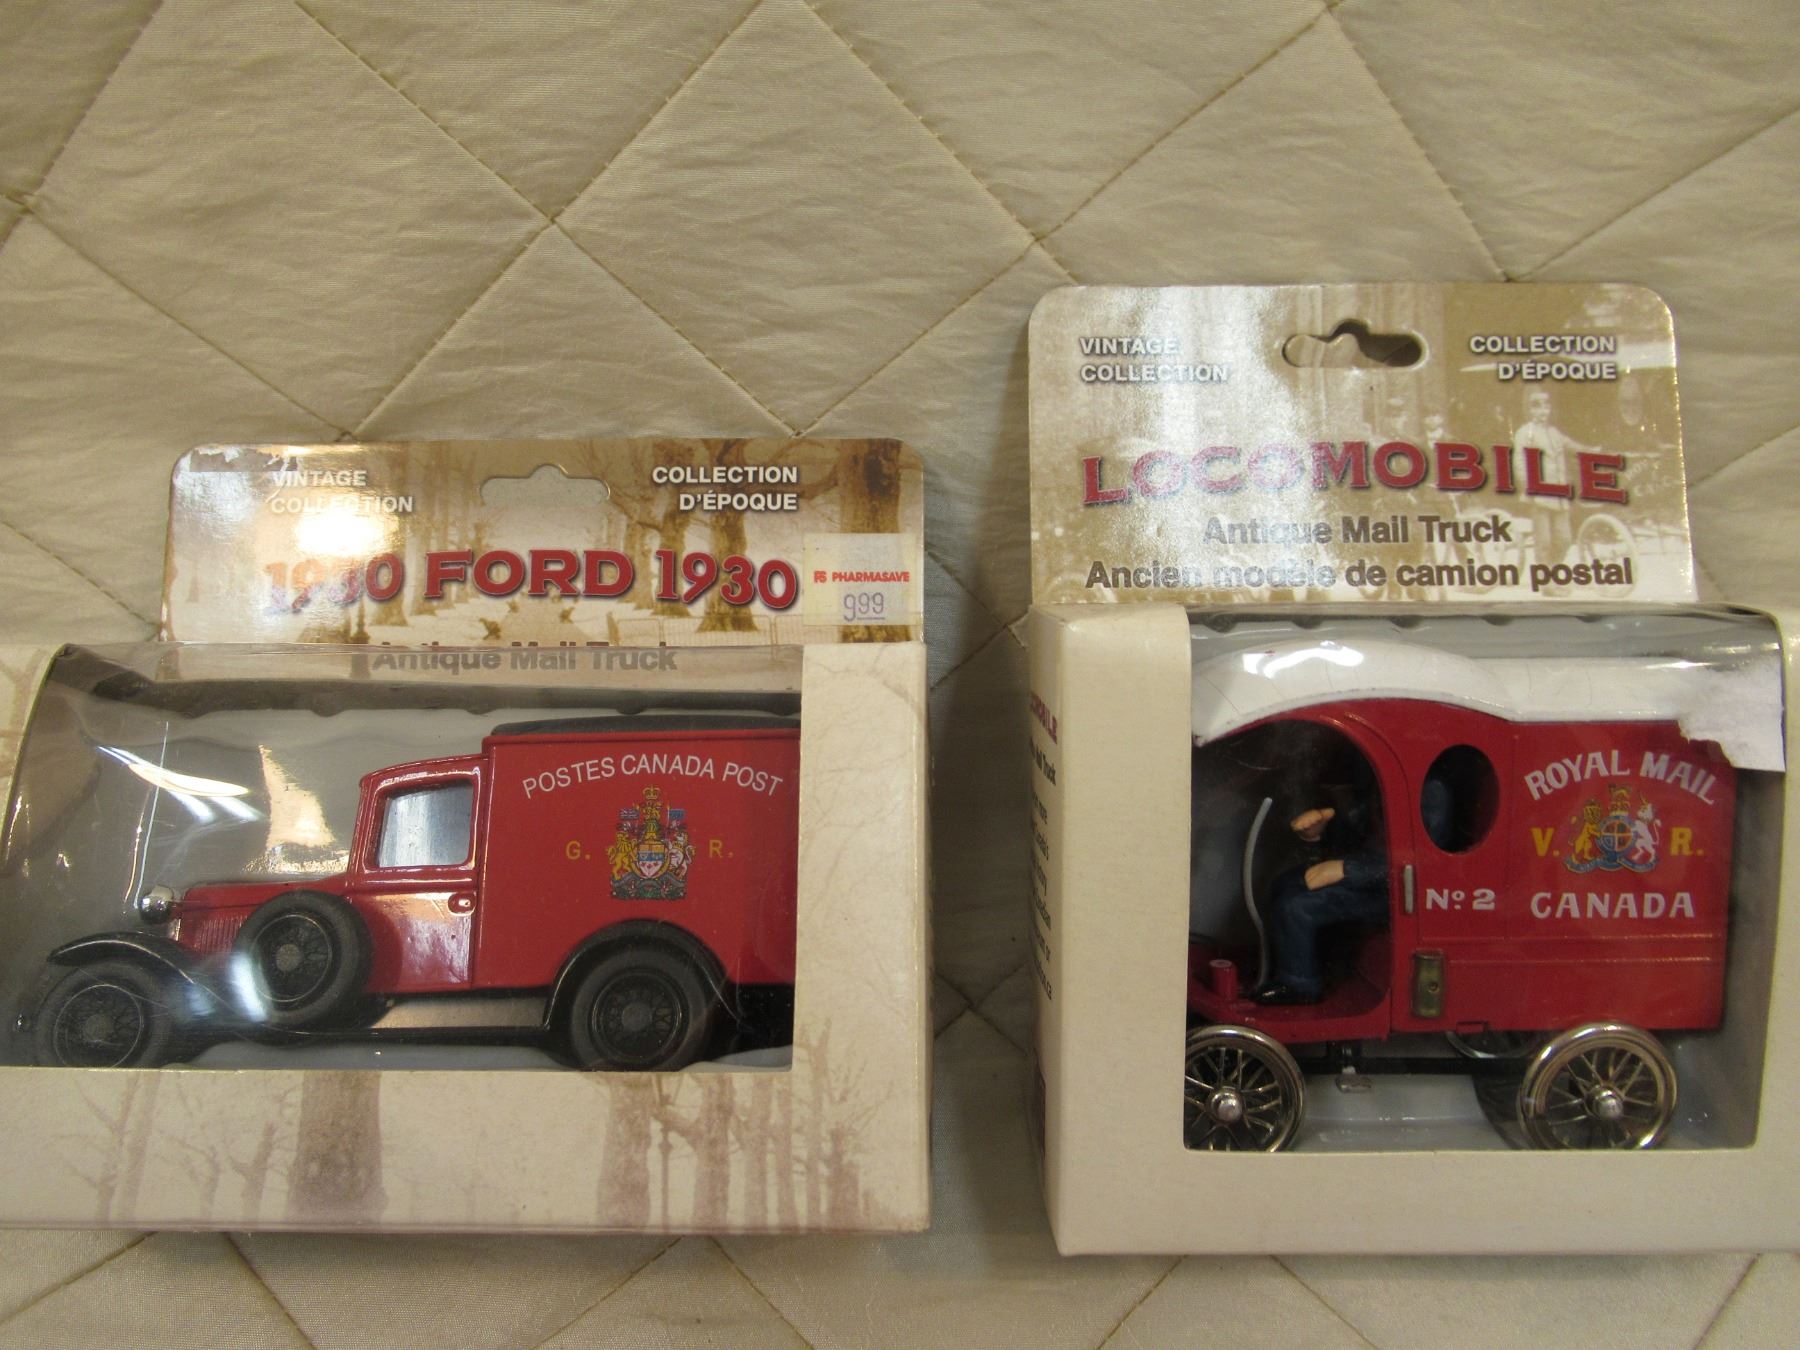 VINTAGE
COLLECTION
COLLECTION
D'ÉPOQUE
1930 FORD 1930
PHARMASAVE
9.99
Antique Mail Truck
POSTES CANADA POST
G. R.
VINTAGE
COLLECTION
COLLECTION
D'ÉPOQUE
LOCOMOBILE
Antique Mail Truck
Ancien modèle de camion postal
ROYAL MAIL
V. R.
Nº 2
CANADA